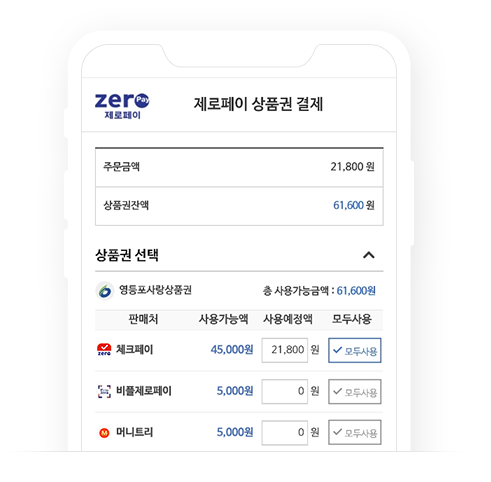 zero Pay
제로페이
제로페이 상품권 결제
주문금액 21,800 원
상품권잔액 61,600 원
상품권 선택
영등포사랑상품권 총 사용가능금액 : 61,600원
판매처 사용가능액 사용예정액 모두사용
zero 체크페이 45,000원 21,800 원 모두사용
비플제로페이 5,000원 0 원 모두사용
M 머니트리 5,000원 0 원 모두사용